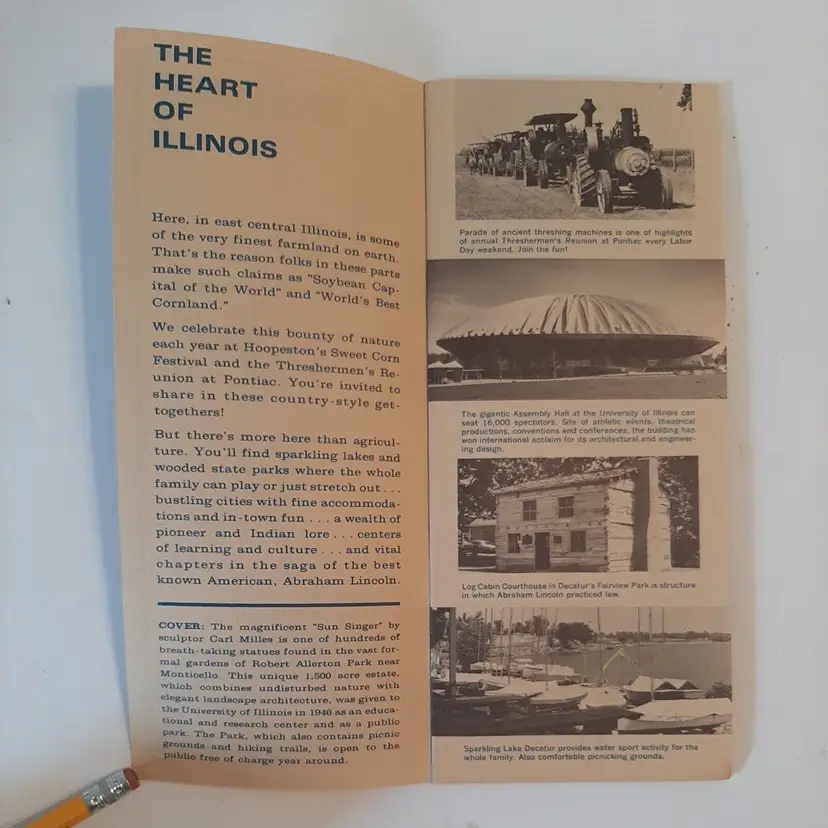 THE
HEART
OF
ILLINOIS
Here, in east central Illinois, is some
of the very finest farmland on earth.
That's the reason folks in these parts
make such claims as "Soybean Cap-
ital of the World" and "World's Best
Cornland."
We celebrate this bounty of nature
each year at Hoopeston's Sweet Corn
Festival and the Threshermen's Re-
union at Pontiac. You're invited to
share in these country-style get-
togethers!
But there's more here than agricul-
ture. You'll find sparkling lakes and
wooded state parks where the whole
family can play or just stretch out . . .
bustling cities with fine accommoda-
tions and in-town fun . . . a wealth of
pioneer and Indian lore . . . centers
of learning and culture . . . and vital
chapters in the saga of the best
known American, Abraham Lincoln.
COVER: The magnificent "Sun Singer" by
sculptor Carl Milles is one of hundreds of
breath-taking statues found in the vast for-
mal gardens of Robert Allerton Park near
Monticello. This unique 1,500 acre estate,
which combines undisturbed nature with
elegant landscape architecture, was given to
the University of Illinois in 1946 as an educa-
tional and research center and as a public
park. The Park, which also contains picnic
grounds and hiking trails, is open to the
public free of charge year around.
Parade of ancient threshing machines is one of highlights
of annual Threshermen's Reunion at Pontiac every Labor
Day weekend. Join the fun!
The gigantic Assembly Hall at the University of Illinois can
seat 16,000 spectators. Site of athletic events, theatrical
productions, conventions and conferences, the building has
won international acclaim for its architectural and engineer-
ing design.
Log Cabin Courthouse in Decatur's Fairview Park is structure
in which Abraham Lincoln practiced law.
Sparkling Lake Decatur provides water sport activity for the
whole family. Also comfortable picnicking grounds.